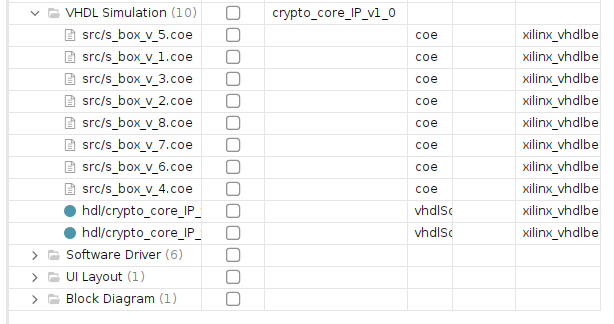 VHDL Simulation (10) crypto_core_IP_v1_0
src/s_box_v_5.coe coe xilinx_vhdlbe
src/s_box_v_1.coe coe xilinx_vhdlbe
src/s_box_v_3.coe coe xilinx_vhdlbe
src/s_box_v_2.coe coe xilinx_vhdlbe
src/s_box_v_8.coe coe xilinx_vhdlbe
src/s_box_v_7.coe coe xilinx_vhdlbe
src/s_box_v_6.coe coe xilinx_vhdlbe
src/s_box_v_4.coe coe xilinx_vhdlbe
hdl/crypto_core_IP_ vhdlSo xilinx_vhdlbe
hdl/crypto_core_IP_ vhdlSo xilinx_vhdlbe
Software Driver (6)
UI Layout (1)
Block Diagram (1)